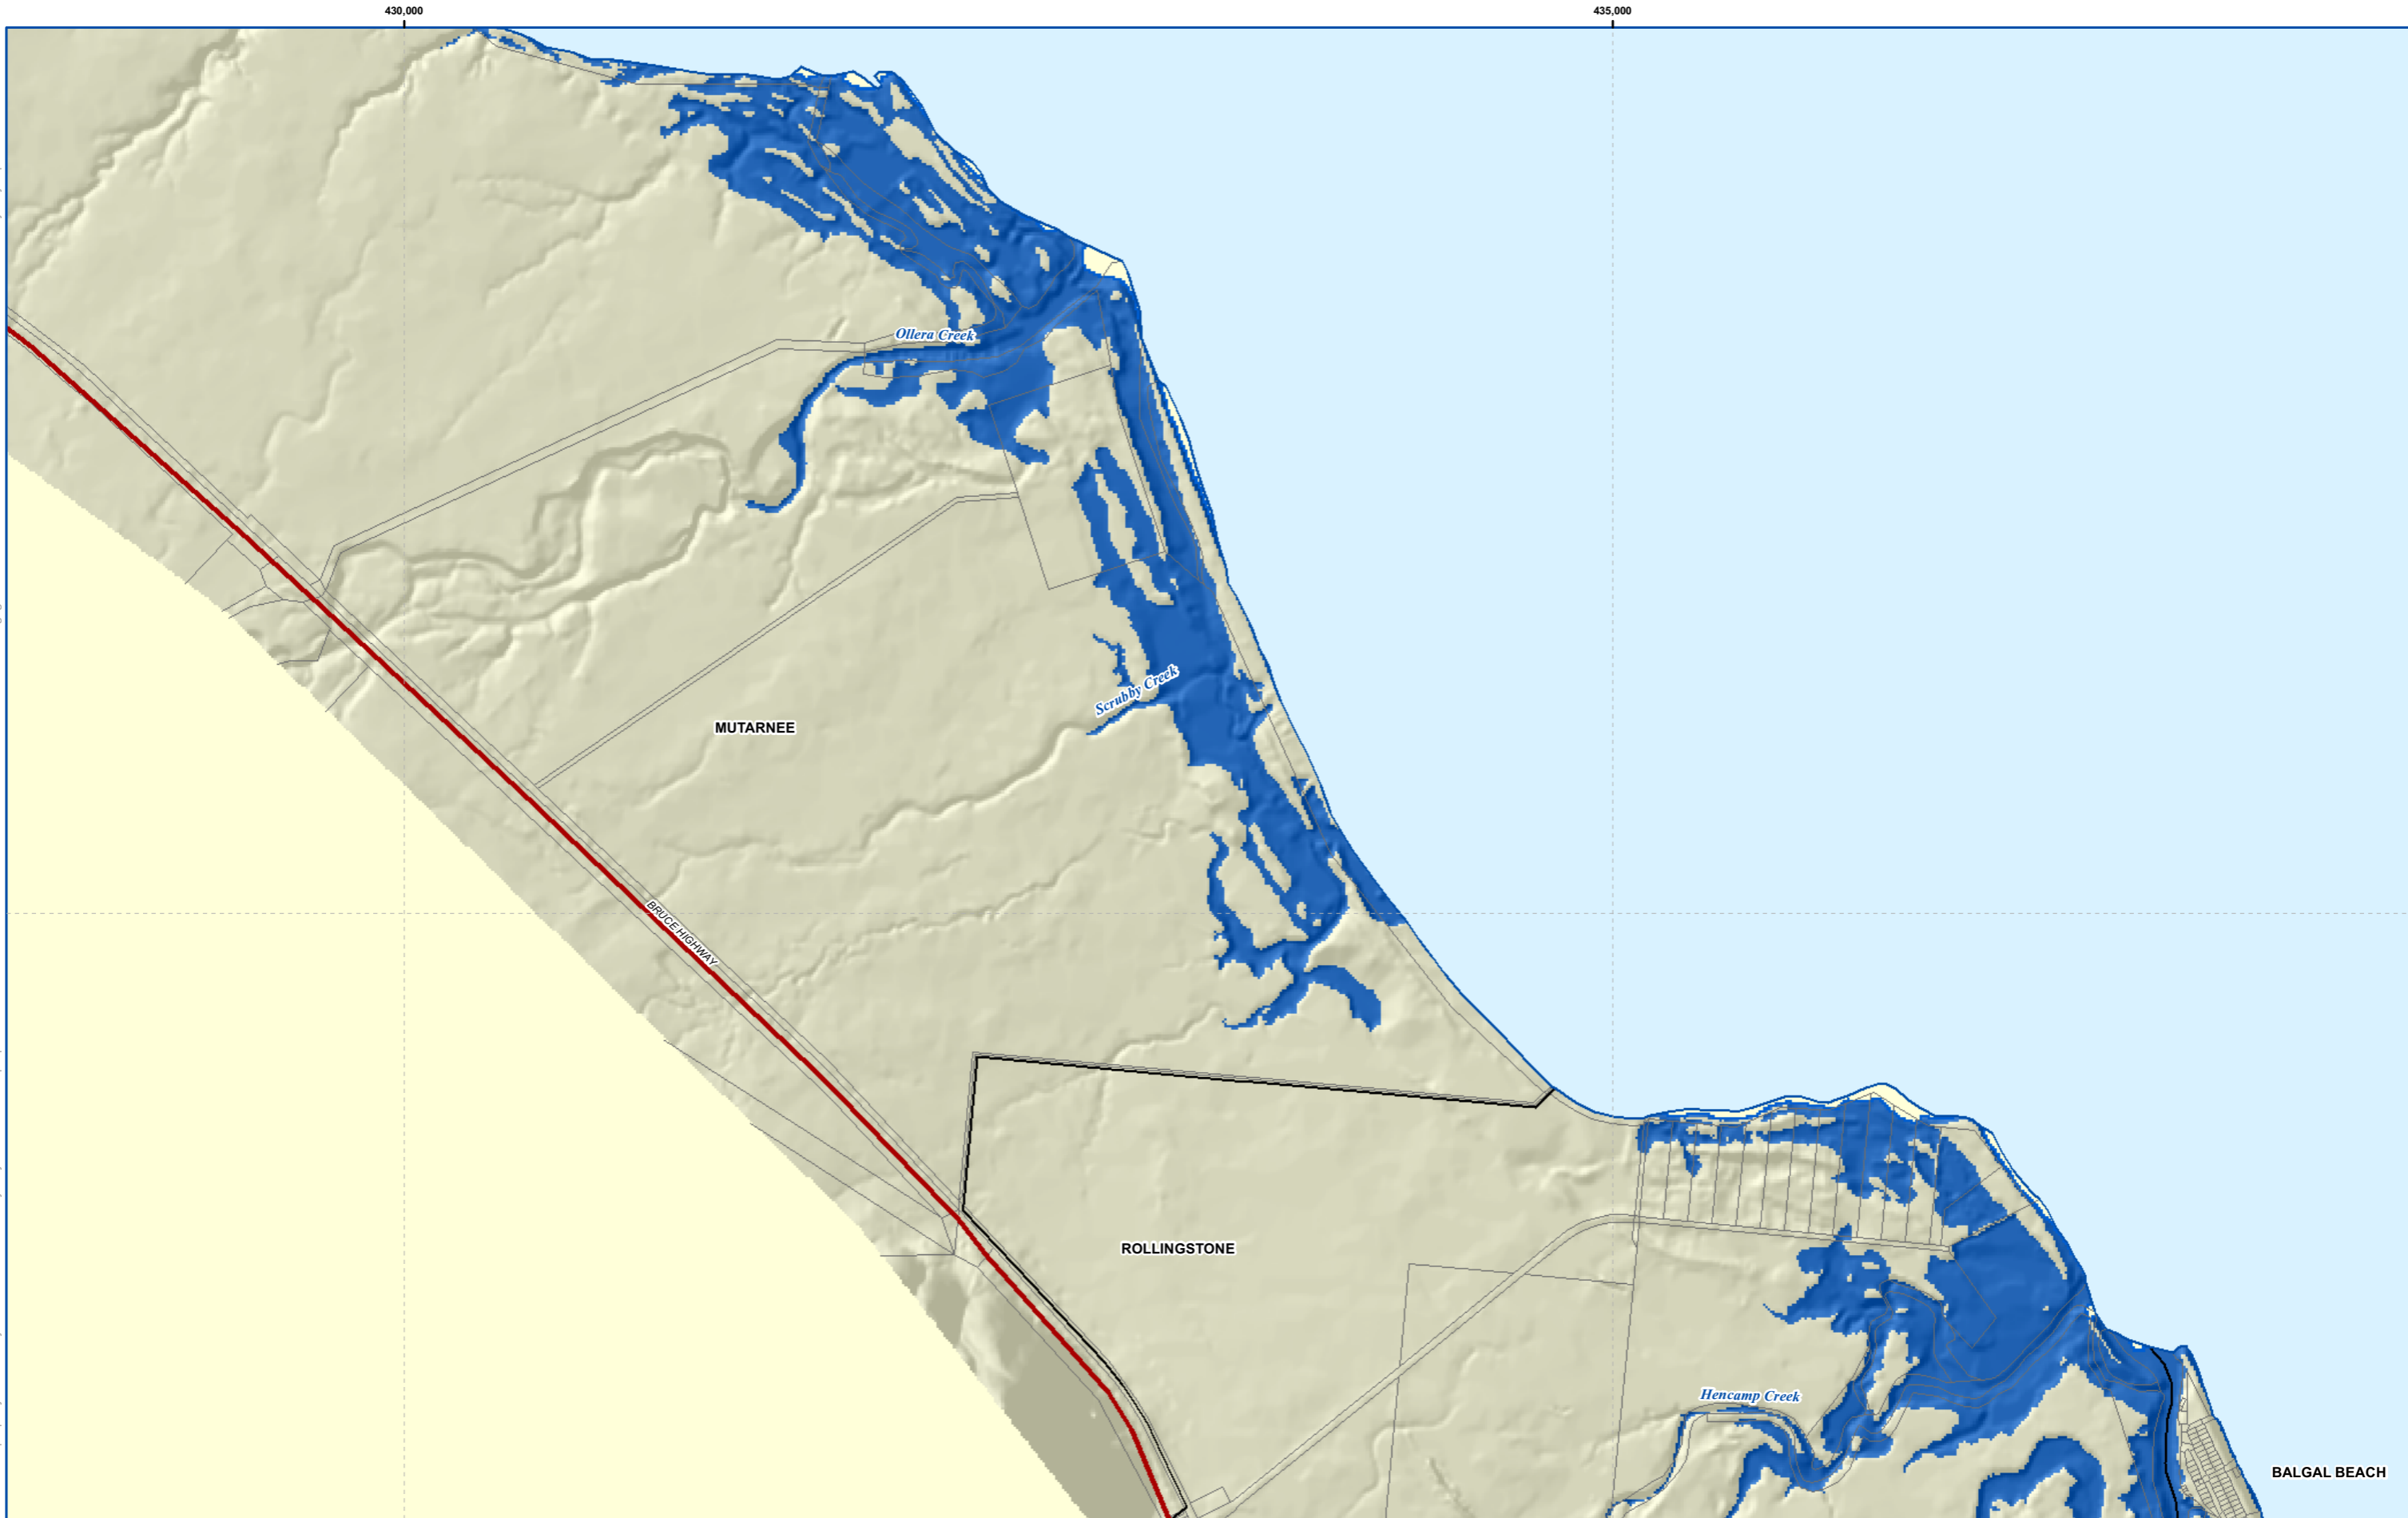 430,000
435,000
Ollera Creek
Scrubby Creek
MUTARNEE
BRUCE HIGHWAY
ROLLINGSTONE
Hencamp Creek
BALGAL BEACH